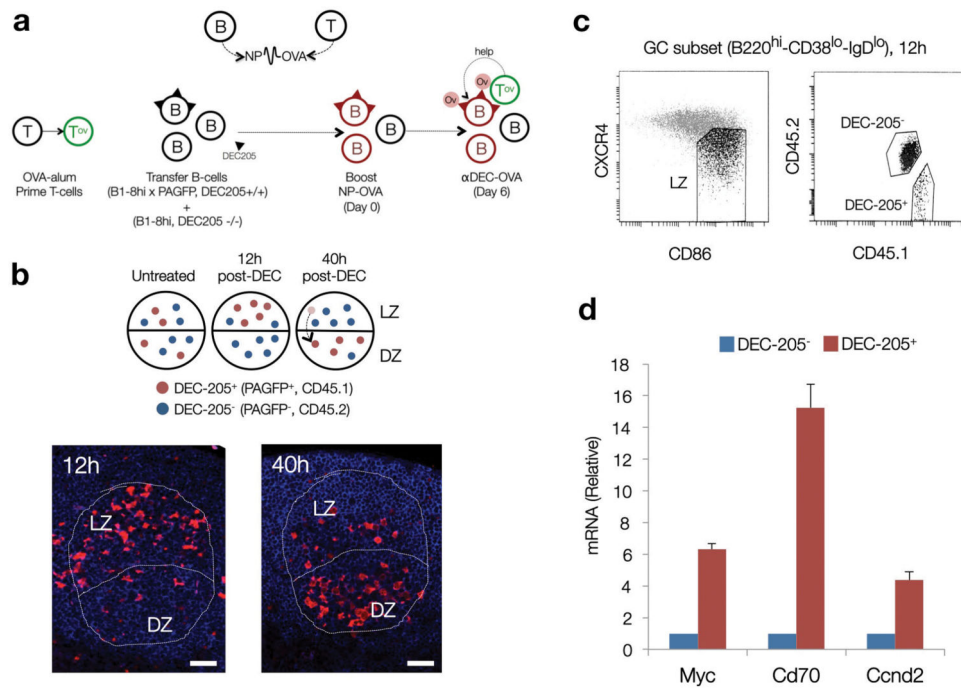 a
B
T
NP
OVA
help
Ov
Ov
T
Tov
B
B
B
DEC205
B
B
B
B
Tov
B
B
OVA-alum
Prime T-cells
Transfer B-cells
(B1-8hi x PAGFP, DEC205+/+)
+
(B1-8hi, DEC205 -/-)
Boost
NP-OVA
(Day 0)
αDEC-OVA
(Day 6)
b
Untreated
12h
post-DEC
40h
post-DEC
LZ
DZ
DEC-205+ (PAGFP+, CD45.1)
DEC-205- (PAGFP-, CD45.2)
12h
LZ
DZ
40h
LZ
DZ
c
GC subset (B220hi-CD38lo-IgDlo), 12h
CXCR4
LZ
CD86
CD45.2
DEC-205-
DEC-205+
CD45.1
d
DEC-205-
DEC-205+
mRNA (Relative)
18
16
14
12
10
8
6
4
2
0
Myc
Cd70
Ccnd2